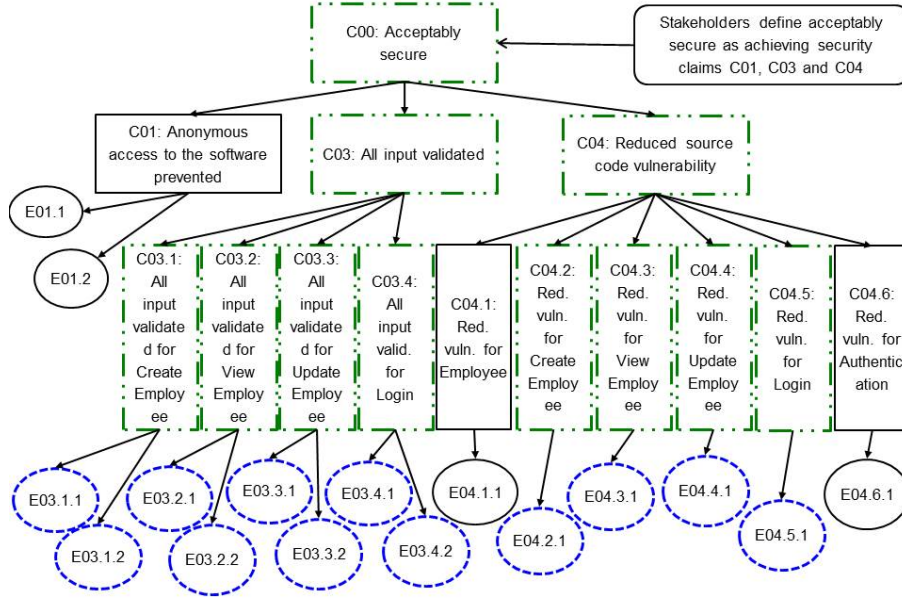 C00: Acceptably
secure
Stakeholders define acceptably
secure as achieving security
claims C01, C03 and C04
C01: Anonymous
access to the software
prevented
C03: All input validated
C04: Reduced source
code vulnerability
E01.1
E01.2
C03.1:
All
input
validate
d for
Create
Employ
ee
C03.2:
All
input
validate
d for
View
Employ
ee
C03.3:
All
input
validate
d for
Update
Employ
ee
C03.4:
All
input
valid.
for
Login
C04.1:
Red.
vuln. for
Employee
C04.2:
Red.
vuln.
for
Create
Employ
ee
C04.3:
Red.
vuln.
for
View
Employ
ee
C04.4:
Red.
vuln.
for
Update
Employ
ee
C04.5:
Red.
vuln.
for
Login
C04.6:
Red.
vuln. for
Authentic
ation
E03.1.1
E03.1.2
E03.2.1
E03.2.2
E03.3.1
E03.3.2
E03.4.1
E03.4.2
E04.1.1
E04.2.1
E04.3.1
E04.4.1
E04.5.1
E04.6.1